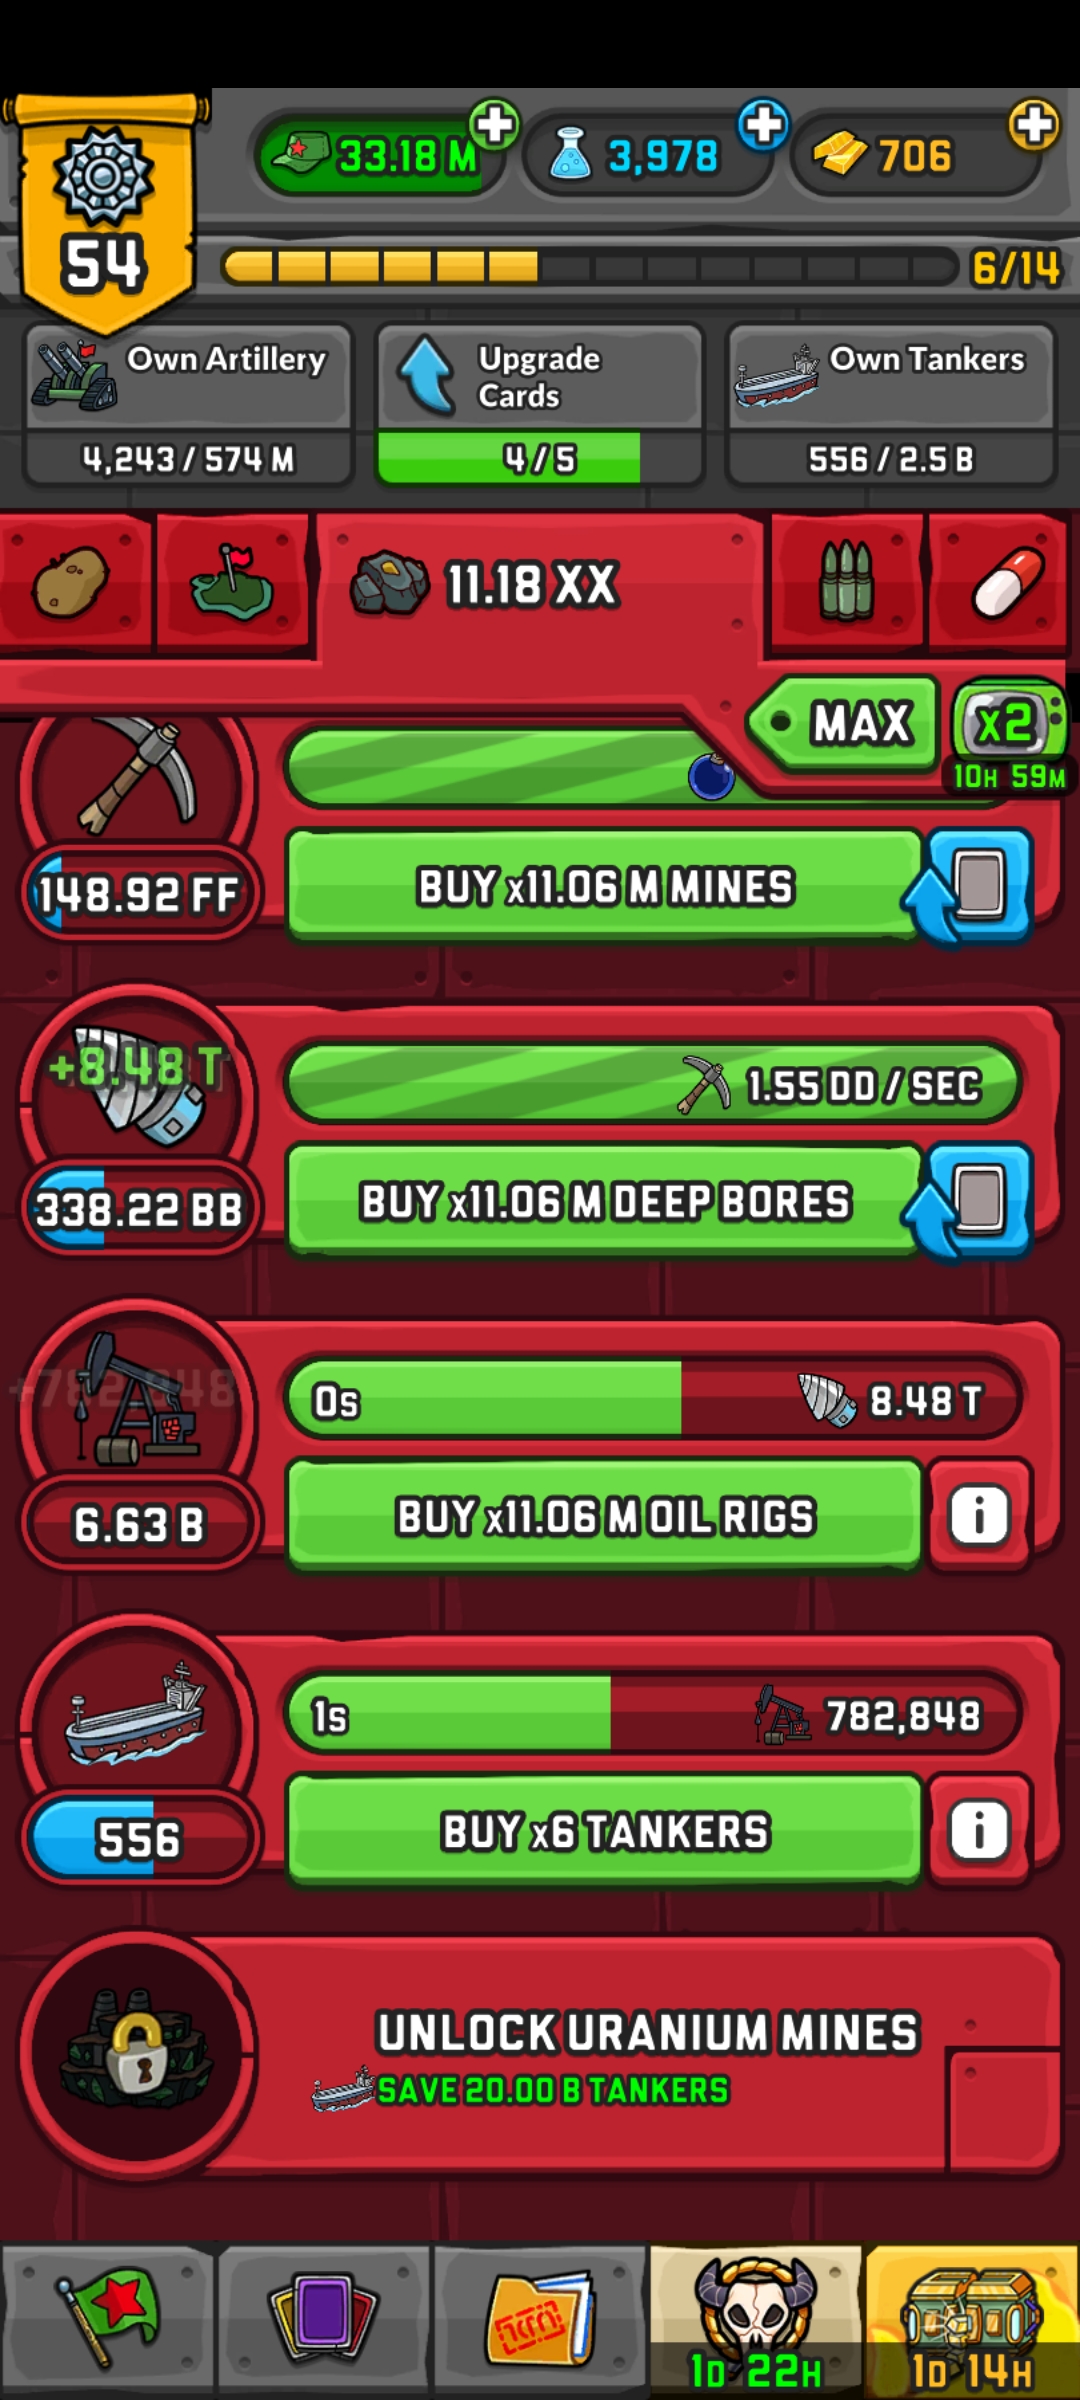 33.18 M
3,978
706
54
6/14
Own Artillery
4,243 / 574 M
Upgrade
Cards
4 / 5
Own Tankers
556 / 2.5 B
11.18 XX
MAX
x2
10H 59M
148.92 FF
BUY x11.06 M MINES
+8.48 T
1.55 DD / SEC
338.22 BB
BUY x11.06 M DEEP BORES
+782,848
0s
8.48 T
6.63 B
BUY x11.06 M OIL RIGS
i
1s
782,848
556
BUY x6 TANKERS
i
UNLOCK URANIUM MINES
SAVE 20.00 B TANKERS
1D 22H
1D 14H